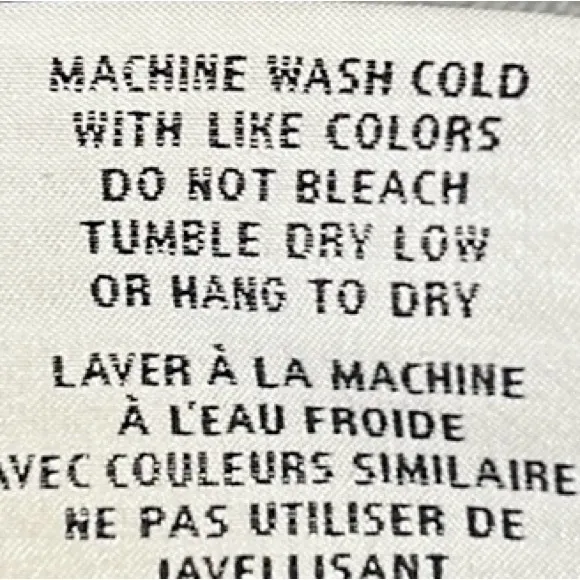 MACHINE WASH COLD
WITH LIKE COLORS
DO NOT BLEACH
TUMBLE DRY LOW
OR HANG TO DRY
LAVER À LA MACHINE
À L'EAU FROIDE
AVEC COULEURS SIMILAIRE
NE PAS UTILISER DE
JAVELLISANT